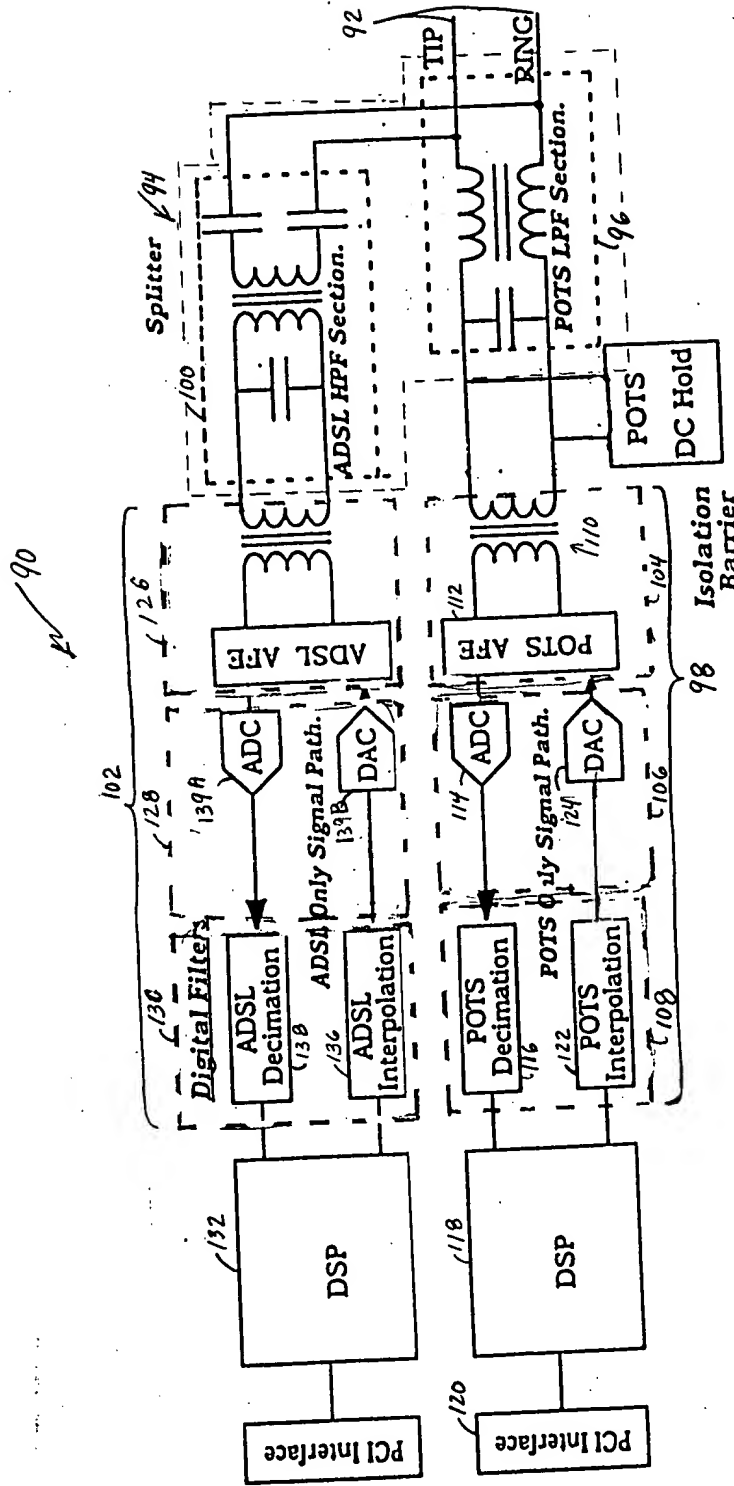 90
102
130
128
126
Splitter
94
100
92
TIP
RING
Digital Filters
ADSL
Decimation
138
ADSL
Interpolation
136
ADC
139A
DAC
139B
ADSL Only Signal Path.
ADSL AFE
ADSL HPF Section.
132
DSP
PCI Interface
POTS LPF Section.
96
POTS
DC Hold
110
112
POTS AFE
104
ADC
114
DAC
124
106
POTS Only Signal Path.
POTS
Decimation
116
POTS
Interpolation
122
108
98
118
DSP
120
PCI Interface
Isolation
Barrier